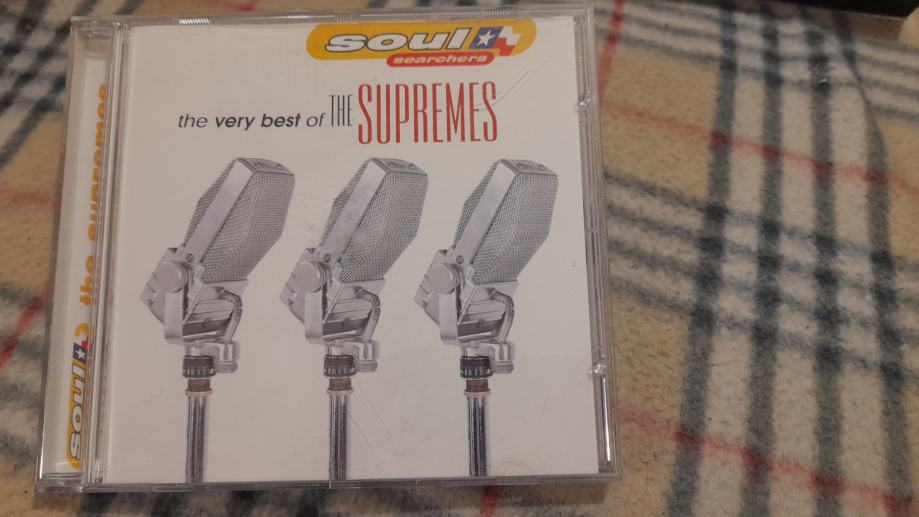 soul
searchers
the very best of THE SUPREMES
soul
the supremes